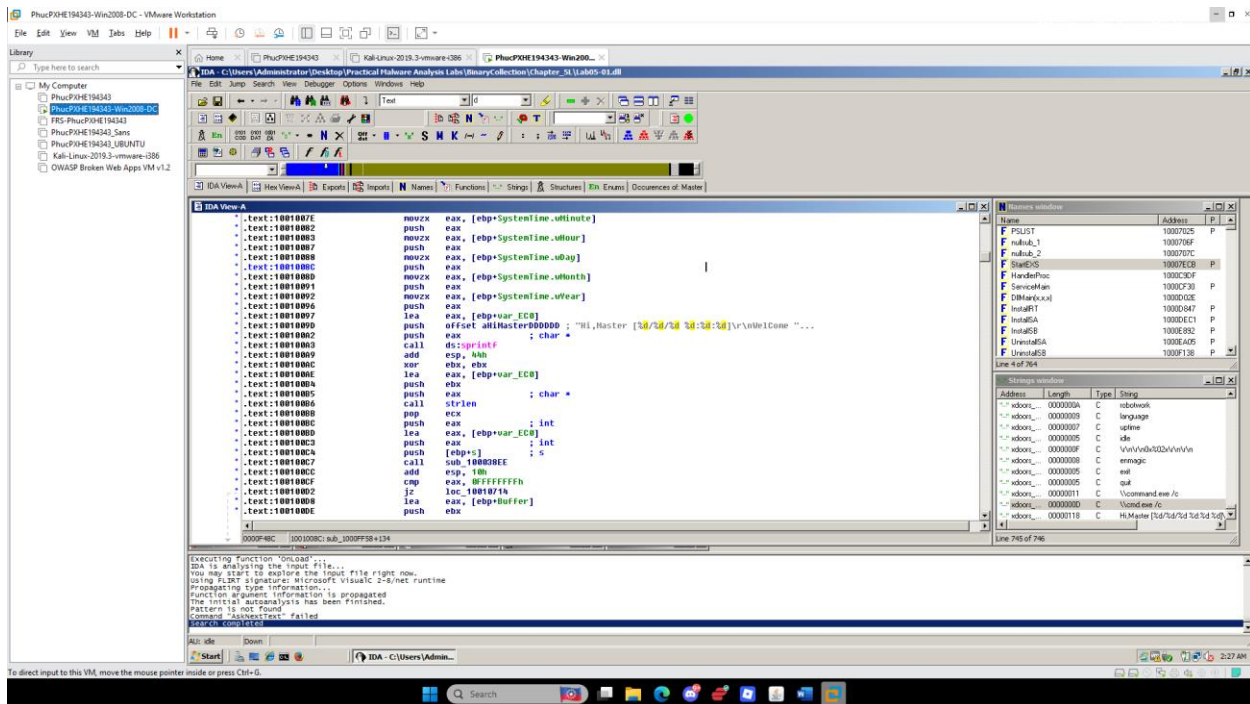 PhucPXHE194343-Win2008-DC - VMware Workstation
File Edit View VM Tabs Help
Library
Type here to search
My Computer
PhucPXHE194343
PhucPXHE194343-Win2008-DC
FRS-PhucPXHE194343
PhucPXHE194343_Sans
PhucPXHE194343_UBUNTU
Kali-Linux-2019.3-vmware-i386
OWASP Broken Web Apps VM v1.2
Home PhucPXHE194343 Kali-Linux-2019.3-vmware-i386 PhucPXHE194343-Win200...
IDA - C:\Users\Administrator\Desktop\Practical Malware Analysis Labs\BinaryCollection\Chapter_5L\Lab05-01.dll
File Edit Jump Search View Debugger Options Windows Help
Text d
IDA View-A Hex View-A Exports Imports Names Functions Strings Structures Enums Occurences of: Master
IDA View-A
.text:1001007E movzx eax, [ebp+SystemTime.wMinute]
.text:10010082 push eax
.text:10010083 movzx eax, [ebp+SystemTime.wHour]
.text:10010087 push eax
.text:10010088 movzx eax, [ebp+SystemTime.wDay]
.text:1001008C push eax
.text:1001008D movzx eax, [ebp+SystemTime.wMonth]
.text:10010091 push eax
.text:10010092 movzx eax, [ebp+SystemTime.wYear]
.text:10010096 push eax
.text:10010097 lea eax, [ebp+var_EC0]
.text:1001009D push offset aHiMasterDDDDDD ; "Hi,Master [%d/%d/%d %d:%d:%d]\r\nWelCome "...
.text:100100A2 push eax ; char *
.text:100100A3 call ds:sprintf
.text:100100A9 add esp, 44h
.text:100100AC xor ebx, ebx
.text:100100AE lea eax, [ebp+var_EC0]
.text:100100B4 push ebx
.text:100100B5 push eax ; char *
.text:100100B6 call strlen
.text:100100BB pop ecx
.text:100100BC push eax ; int
.text:100100BD lea eax, [ebp+var_EC0]
.text:100100C3 push eax ; int
.text:100100C4 push [ebp+s] ; s
.text:100100C7 call sub_100038EE
.text:100100CC add esp, 10h
.text:100100CF cmp eax, 0FFFFFFFFh
.text:100100D2 jz loc_10010714
.text:100100D8 lea eax, [ebp+Buffer]
.text:100100DE push ebx
0000F48C 1001008C: sub_1000FF58+134
Names window
Name Address P
PSLIST 10007025 P
nullsub_1 1000706F
nullsub_2 1000707C
StartEXS 10007ECB P
HandlerProc 1000C9DF
ServiceMain 1000CF30 P
DllMain(x,x,x) 1000D02E
InstallRT 1000D847 P
InstallSA 1000DEC1 P
InstallSB 1000E892 P
UninstallSA 1000EA05 P
UninstallSB 1000F138 P
Line 4 of 764
Strings window
Address Length Type String
xdoors_... 0000000A C robotwork
xdoors_... 00000009 C language
xdoors_... 00000007 C uptime
xdoors_... 00000005 C idle
xdoors_... 0000000F C \r\n\r\n0x%02x\r\n\r\n
xdoors_... 00000008 C enmagic
xdoors_... 00000005 C exit
xdoors_... 00000005 C quit
xdoors_... 00000011 C \\command.exe /c
xdoors_... 0000000D C \\cmd.exe /c
xdoors_... 00000118 C Hi,Master [%d/%d/%d %d:%d:%d]\
Line 745 of 746
Executing function 'OnLoad'...
IDA is analysing the input file...
You may start to explore the input file right now.
Using FLIRT signature: Microsoft VisualC 2-8/net runtime
Propagating type information...
Function argument information is propagated
The initial autoanalysis has been finished.
Pattern is not found
Command "AskNextText" failed
Search completed
AU: idle Down
Start IDA - C:\Users\Admin... 2:27 AM
To direct input to this VM, move the mouse pointer inside or press Ctrl+G.
Search